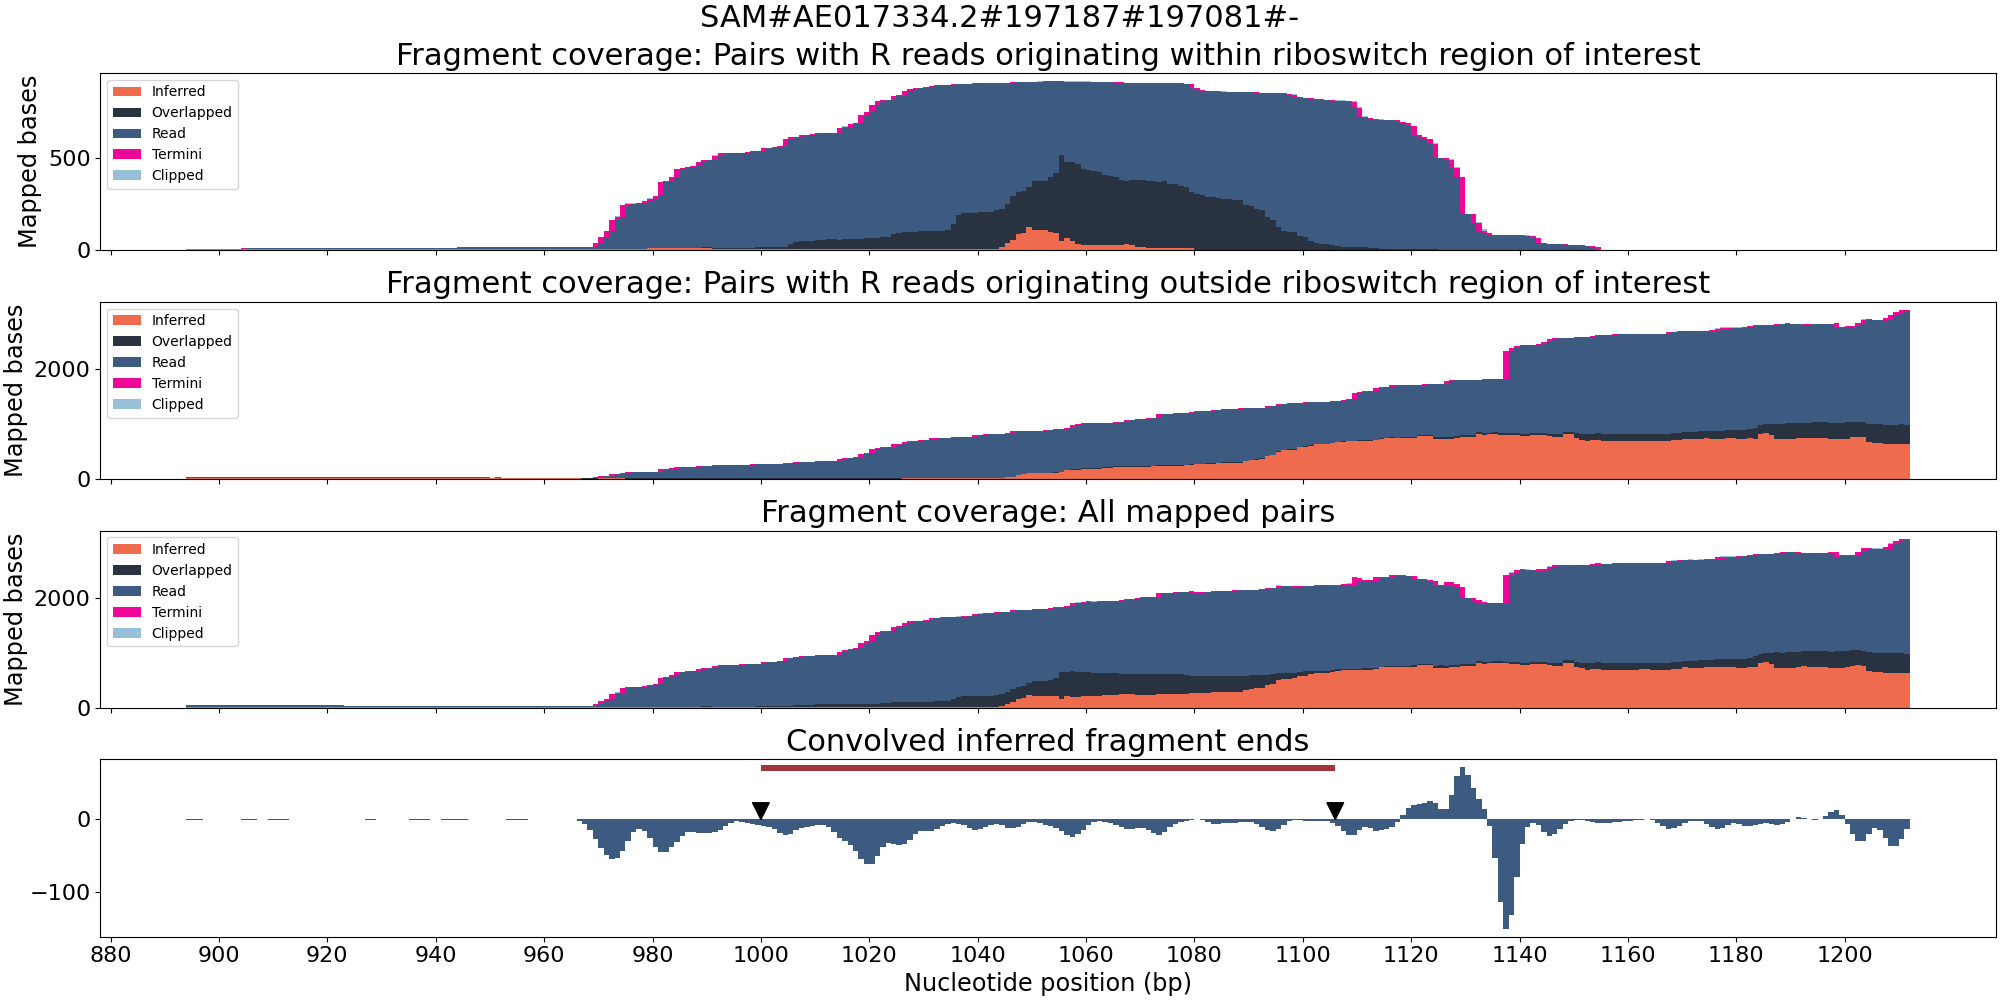 SAM#AE017334.2#197187#197081#-
Fragment coverage: Pairs with R reads originating within riboswitch region of interest
Mapped bases
500
0
Inferred
Overlapped
Read
Termini
Clipped
Fragment coverage: Pairs with R reads originating outside riboswitch region of interest
Mapped bases
2000
0
Inferred
Overlapped
Read
Termini
Clipped
Fragment coverage: All mapped pairs
Mapped bases
2000
0
Inferred
Overlapped
Read
Termini
Clipped
Convolved inferred fragment ends
0
−100
880 900 920 940 960 980 1000 1020 1040 1060 1080 1100 1120 1140 1160 1180 1200
Nucleotide position (bp)